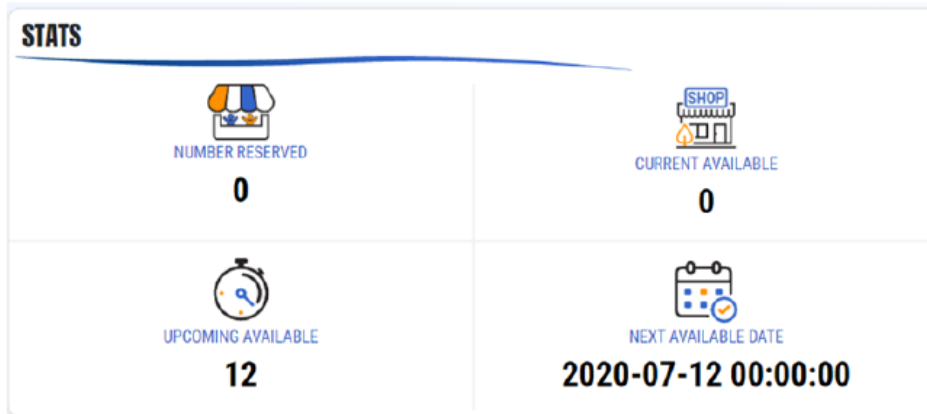 STATS
NUMBER RESERVED
0
SHOP
CURRENT AVAILABLE
0
UPCOMING AVAILABLE
12
NEXT AVAILABLE DATE
2020-07-12 00:00:00